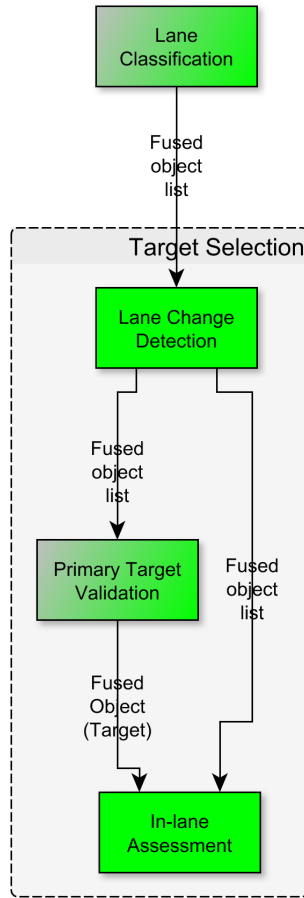 Lane
Classification
Fused
object
list
Target Selection
Lane Change
Detection
Fused
object
list
Primary Target
Validation
Fused
object
list
Fused
Object
(Target)
In-lane
Assessment